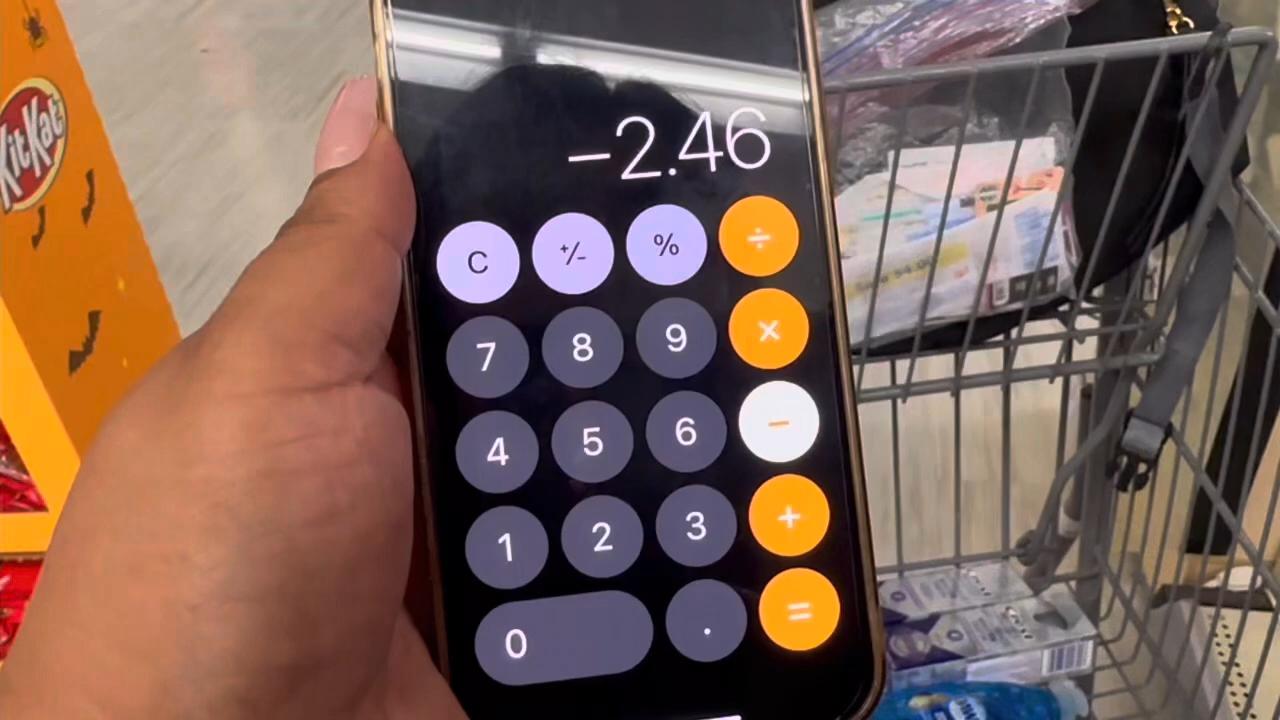 KitKat
-2.46
C +/- % ÷
7 8 9 ×
4 5 6 −
1 2 3 +
0 . =